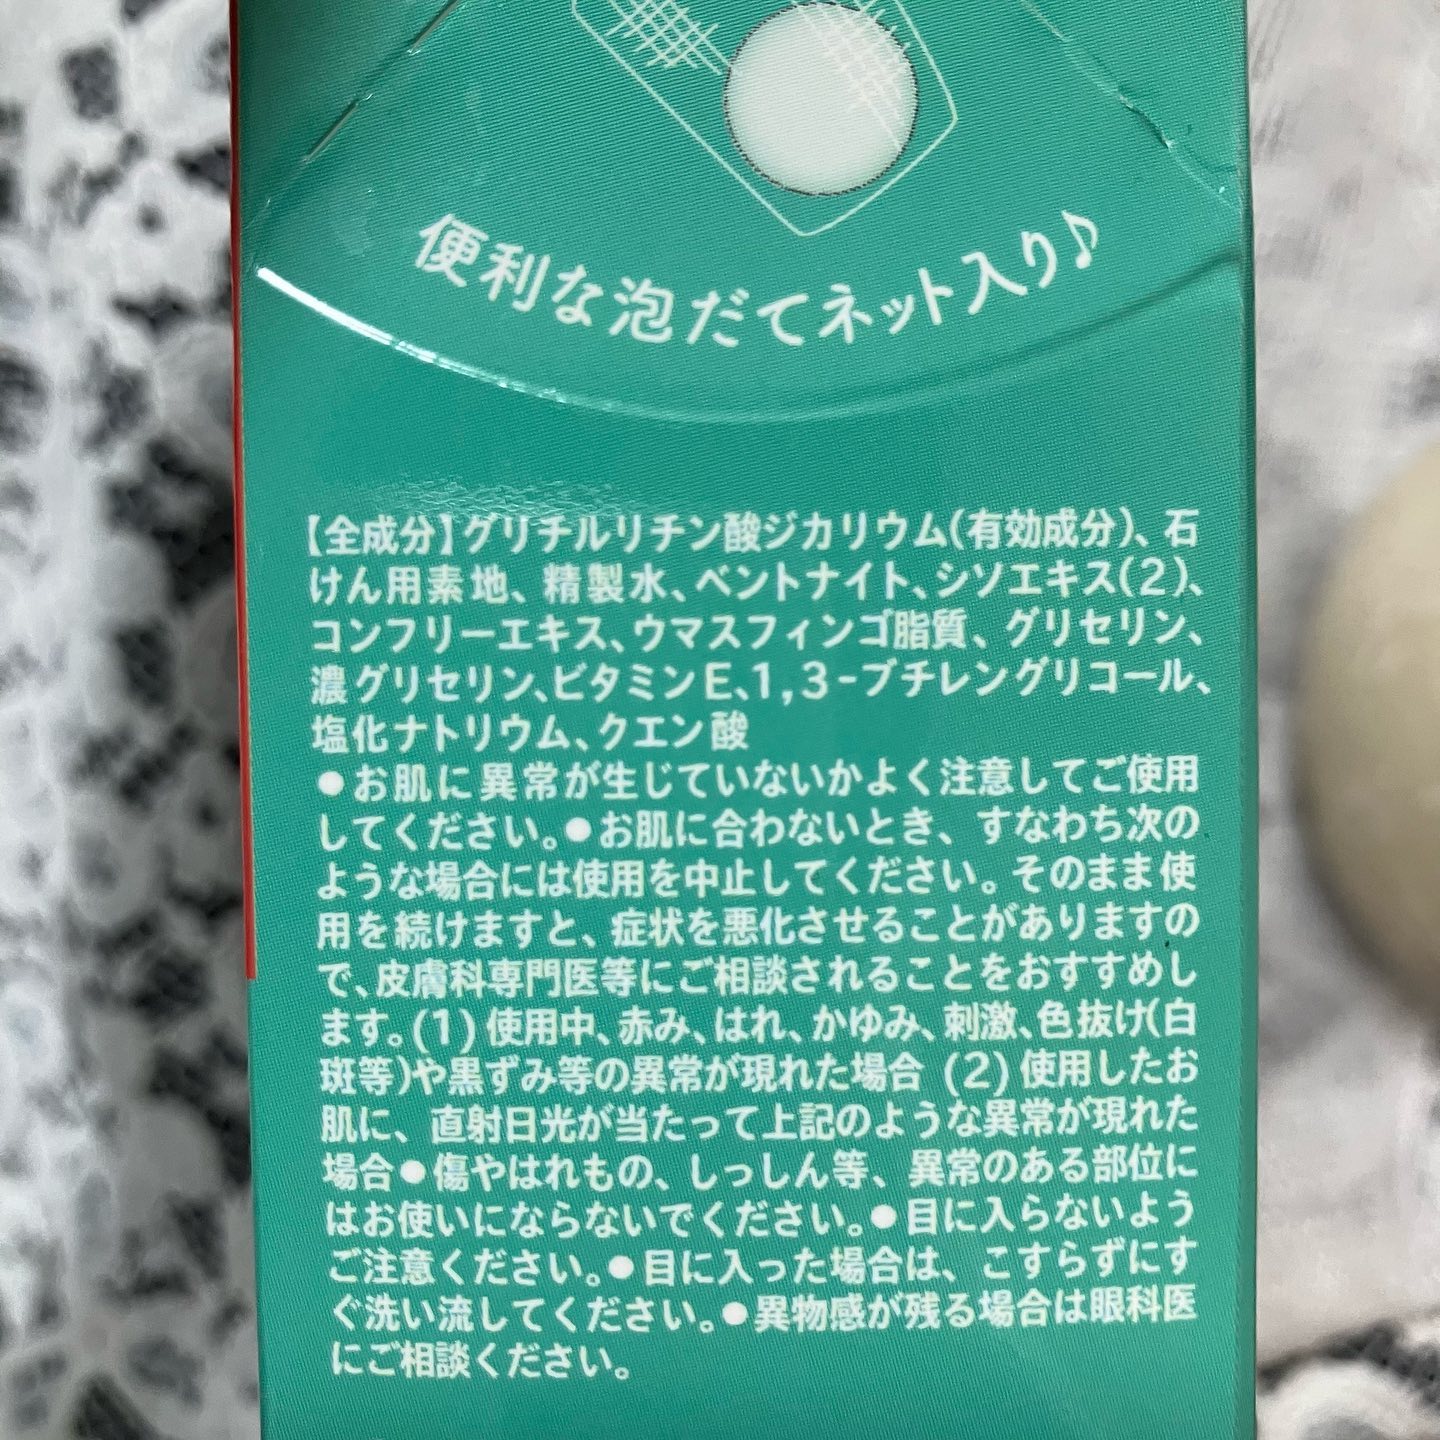 便利な泡だてネット入り♪
【全成分】グリチルリチン酸ジカリウム(有効成分)、石
けん用素地、精製水、ベントナイト、シソエキス(2)、
コンフリーエキス、ウマスフィンゴ脂質、グリセリン、
濃グリセリン、ビタミンE、1,3-ブチレングリコール、
塩化ナトリウム、クエン酸
●お肌に異常が生じていないかよく注意してご使用
してください。●お肌に合わないとき、すなわち次の
ような場合には使用を中止してください。そのまま使
用を続けますと、症状を悪化させることがありますの
で、皮膚科専門医等にご相談されることをおすすめし
ます。(1)使用中、赤み、はれ、かゆみ、刺激、色抜け(白
斑等)や黒ずみ等の異常が現れた場合 (2)使用したお
肌に、直射日光が当たって上記のような異常が現れた
場合●傷やはれもの、しっしん等、異常のある部位に
はお使いにならないでください。●目に入らないよう
ご注意ください。●目に入った場合は、こすらずにす
ぐ洗い流してください。●異物感が残る場合は眼科医
にご相談ください。